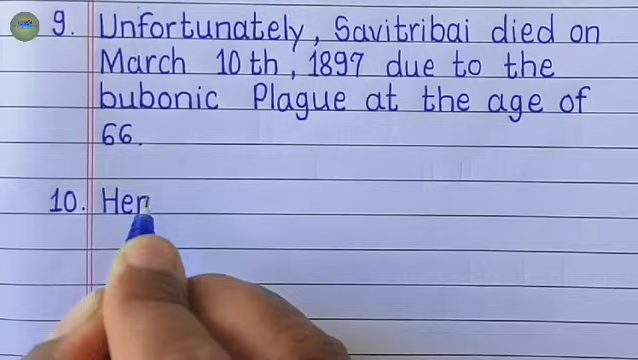 9. Unfortunately, Savitribai died on
March 10th, 1897 due to the
bubonic Plague at the age of
66.
10. Her